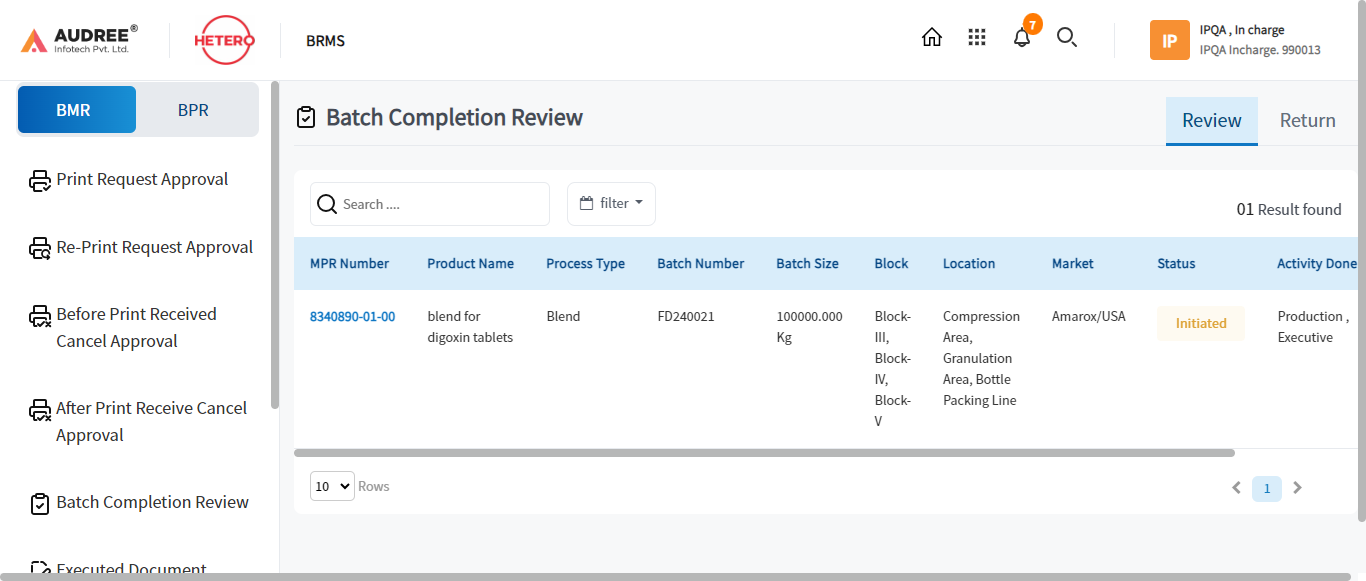 AUDREE®
Infotech Pvt. Ltd.
HETERO
BRMS
7
IP
IPQA , In charge
IPQA Incharge. 990013
BMR
BPR
Print Request Approval
Re-Print Request Approval
Before Print Received
Cancel Approval
After Print Receive Cancel
Approval
Batch Completion Review
Executed Document
Batch Completion Review
Review
Return
Search ....
filter
01 Result found
MPR Number Product Name Process Type Batch Number Batch Size Block Location Market Status Activity Done
8340890-01-00 blend for Blend FD240021 100000.000 Block- Compression Amarox/USA Initiated Production ,
digoxin tablets Kg III, Area, Executive
Block- Granulation
IV, Area, Bottle
Block- Packing Line
V
10 Rows
1